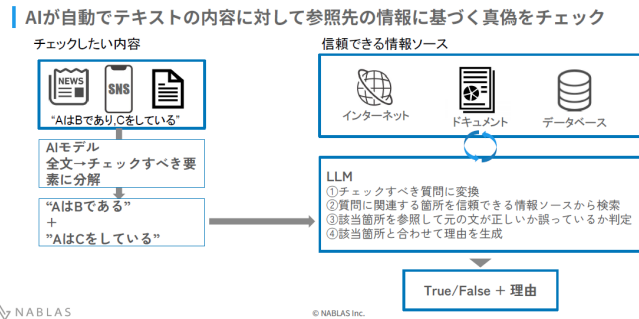 AIが自動でテキストの内容に対して参照先の情報に基づく真偽をチェック
チェックしたい内容
NEWS
SNS
“AはBであり,Cをしている”
AIモデル
全文→チェックすべき要
素に分解
“AはBである”
+
”AはCをしている”
信頼できる情報ソース
インターネット
ドキュメント
データベース
LLM
①チェックすべき質問に変換
②質問に関連する箇所を信頼できる情報ソースから検索
③該当箇所を参照して元の文が正しいか誤っているか判定
④該当箇所と合わせて理由を生成
True/False + 理由
NABLAS
© NABLAS Inc.